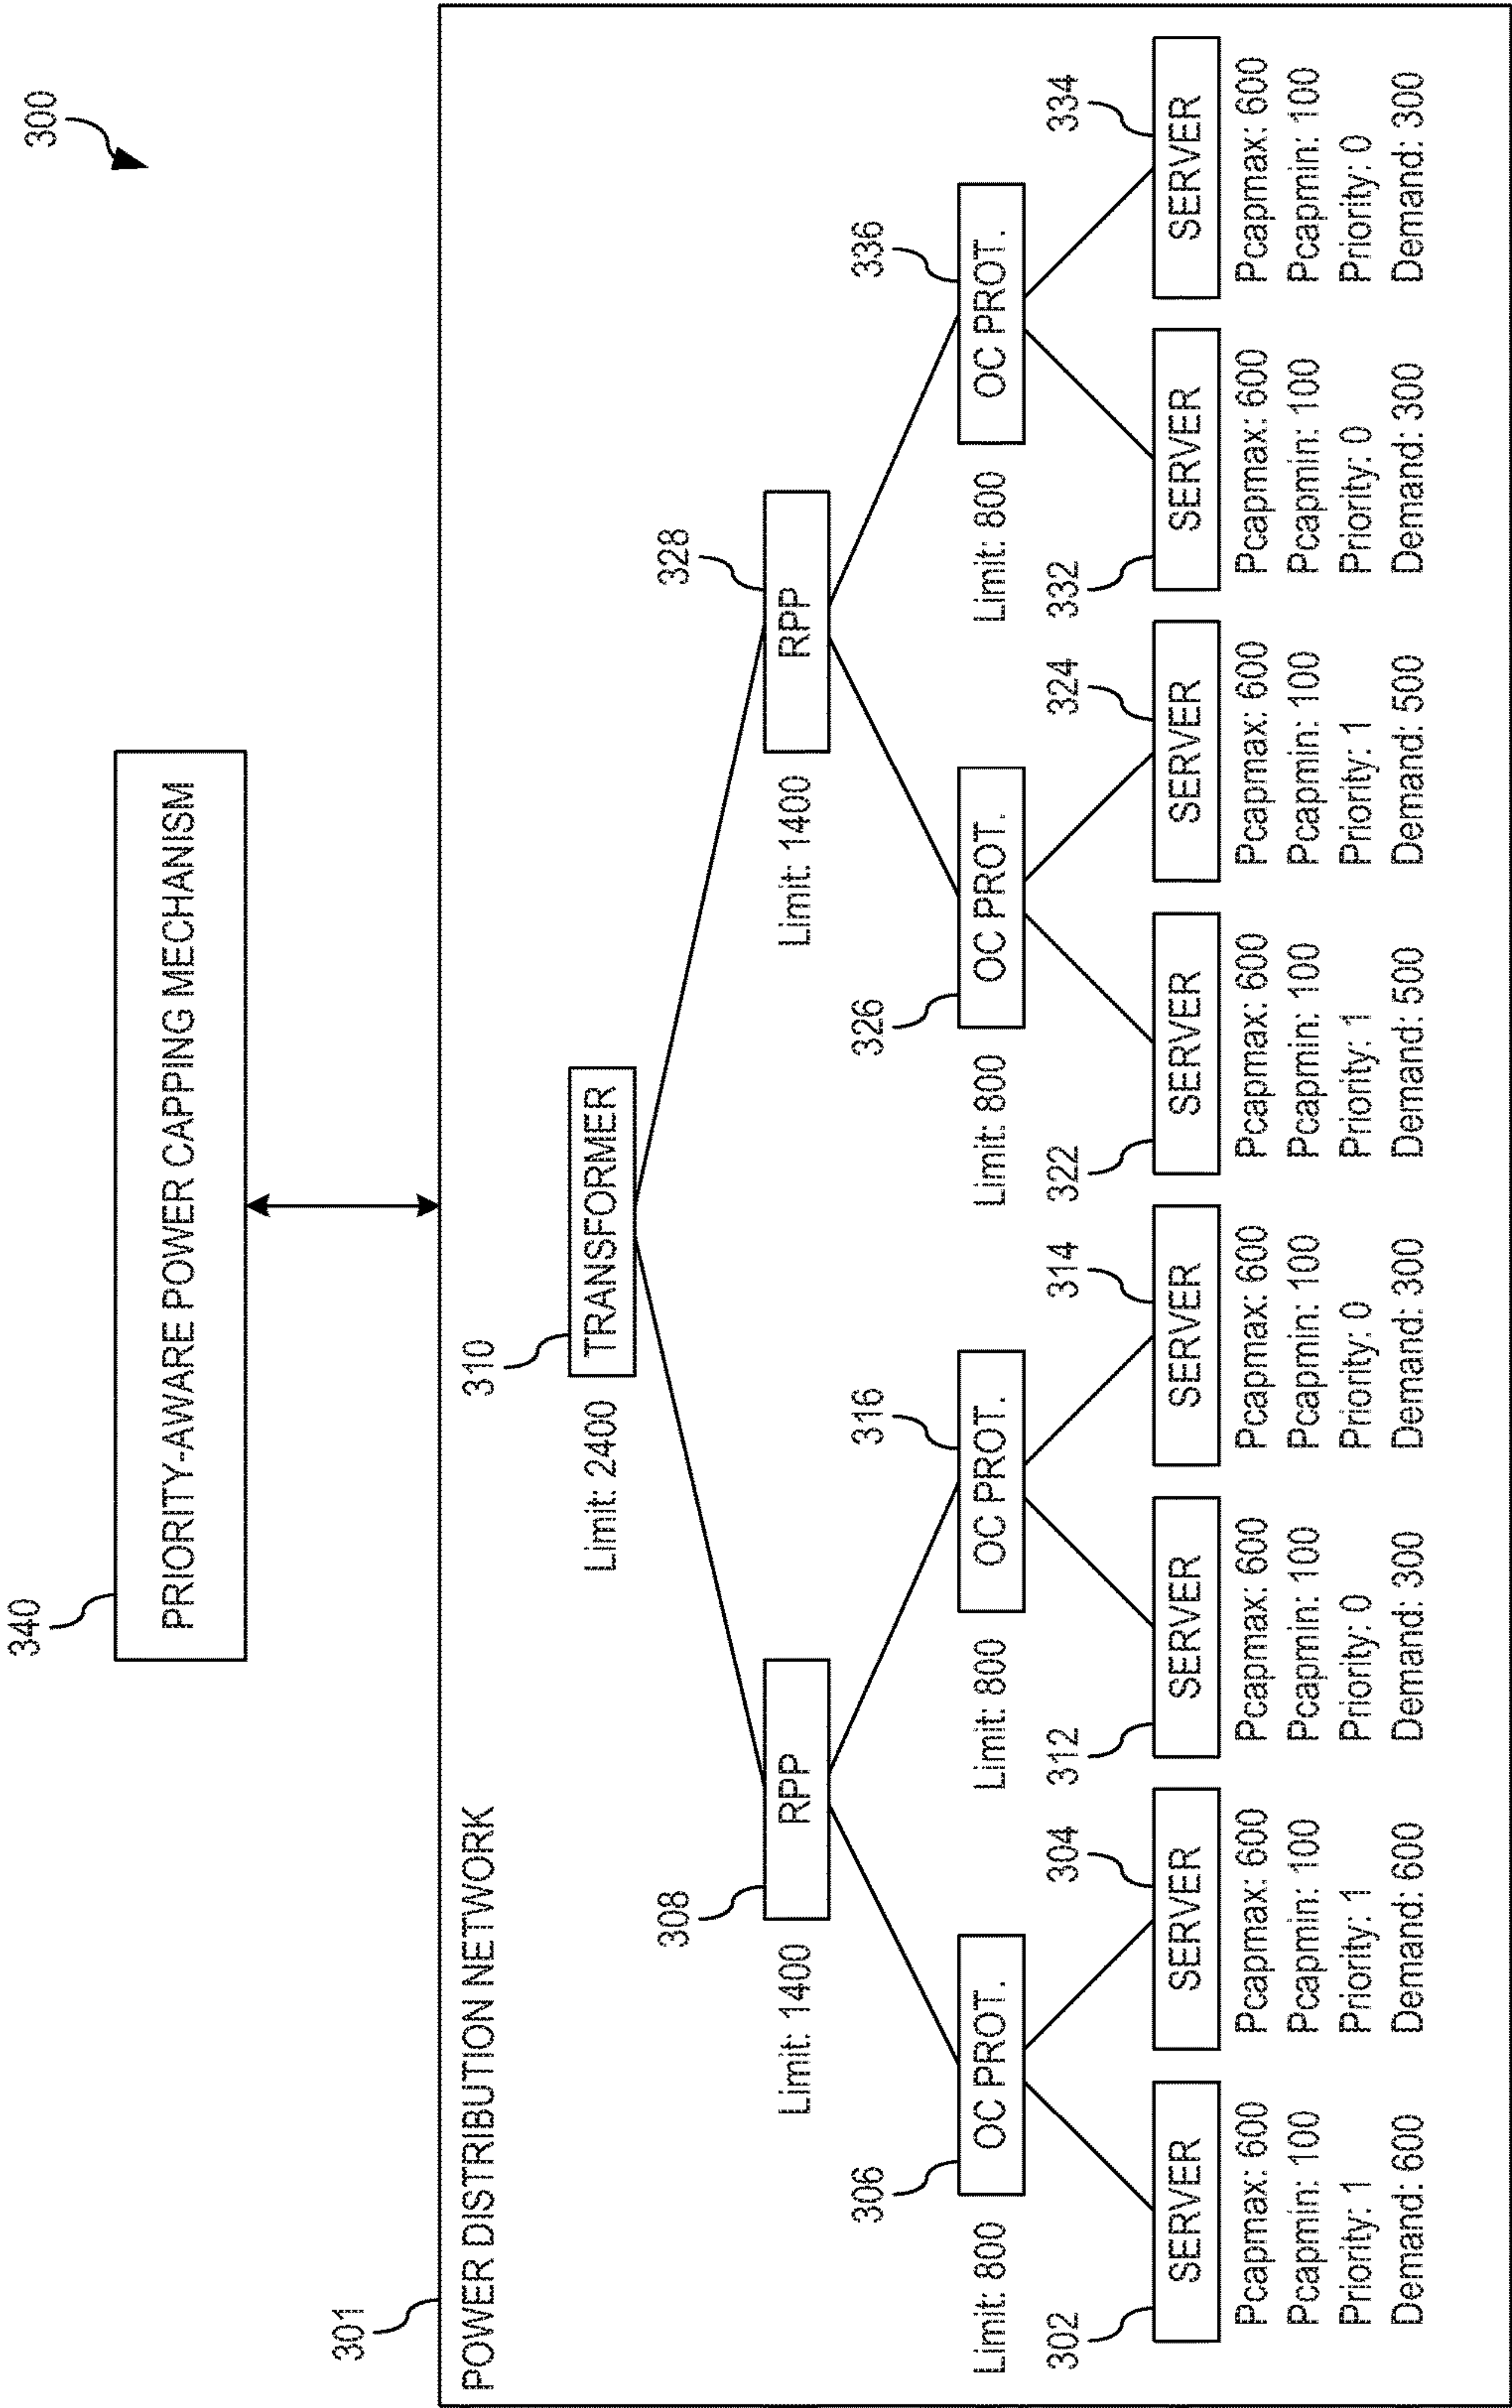 300
340
PRIORITY-AWARE POWER CAPPING MECHANISM
301
POWER DISTRIBUTION NETWORK
310
TRANSFORMER
Limit: 2400
308
RPP
Limit: 1400
328
RPP
Limit: 1400
306
OC PROT.
Limit: 800
316
OC PROT.
Limit: 800
326
OC PROT.
Limit: 800
336
OC PROT.
Limit: 800
302
SERVER
Pcapmax: 600
Pcapmin: 100
Priority: 1
Demand: 600
304
SERVER
Pcapmax: 600
Pcapmin: 100
Priority: 1
Demand: 600
312
SERVER
Pcapmax: 600
Pcapmin: 100
Priority: 0
Demand: 300
314
SERVER
Pcapmax: 600
Pcapmin: 100
Priority: 0
Demand: 300
322
SERVER
Pcapmax: 600
Pcapmin: 100
Priority: 1
Demand: 500
324
SERVER
Pcapmax: 600
Pcapmin: 100
Priority: 1
Demand: 500
332
SERVER
Pcapmax: 600
Pcapmin: 100
Priority: 0
Demand: 300
334
SERVER
Pcapmax: 600
Pcapmin: 100
Priority: 0
Demand: 300